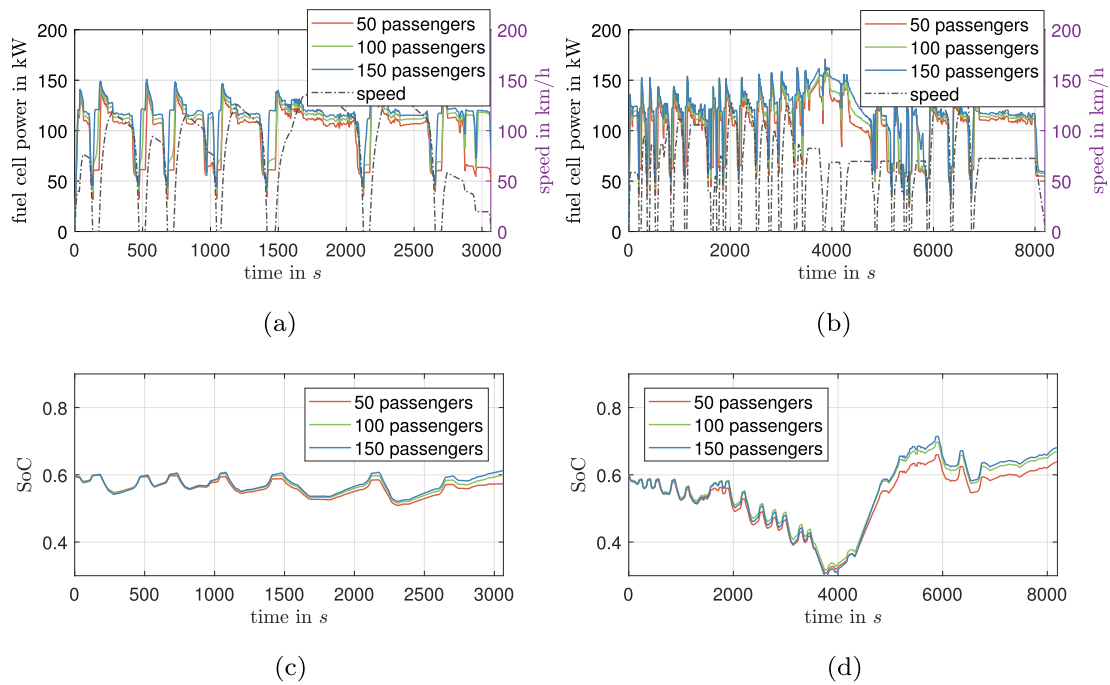 200
150
100
50
0
fuel cell power in kW
50 passengers
100 passengers
150 passengers
speed
200
150
100
50
0
speed in km/h
0 500 1000 1500 2000 2500 3000
time in s
(a)
200
150
100
50
0
fuel cell power in kW
50 passengers
100 passengers
150 passengers
speed
200
150
100
50
0
speed in km/h
0 2000 4000 6000 8000
time in s
(b)
0.8
0.6
0.4
SoC
50 passengers
100 passengers
150 passengers
0 500 1000 1500 2000 2500 3000
time in s
(c)
0.8
0.6
0.4
SoC
50 passengers
100 passengers
150 passengers
0 2000 4000 6000 8000
time in s
(d)